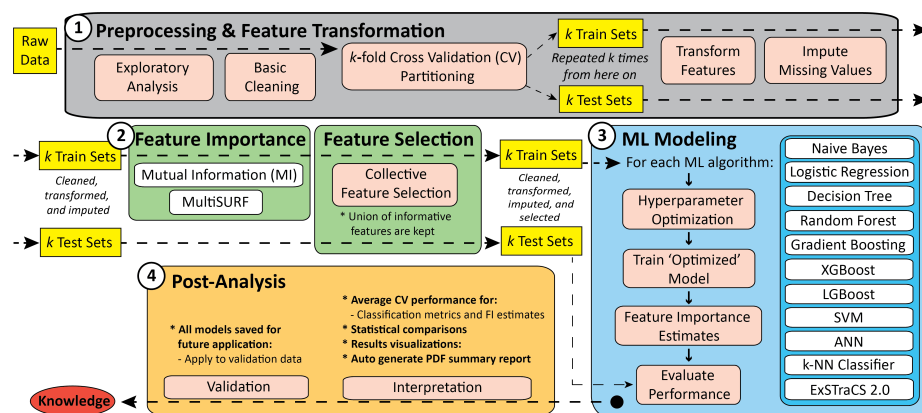 1
Preprocessing & Feature Transformation
Raw
Data
Exploratory
Analysis
Basic
Cleaning
k-fold Cross Validation (CV)
Partitioning
k Train Sets
Repeated k times
from here on
k Test Sets
Transform
Features
Impute
Missing Values
2
Feature Importance
k Train Sets
Cleaned,
transformed,
and imputed
k Test Sets
Mutual Information (MI)
MultiSURF
Feature Selection
Collective
Feature Selection
* Union of informative
features are kept
k Train Sets
Cleaned,
transformed,
imputed, and
selected
k Test Sets
3
ML Modeling
For each ML algorithm:
Hyperparameter
Optimization
Train ‘Optimized’
Model
Feature Importance
Estimates
Evaluate
Performance
Naive Bayes
Logistic Regression
Decision Tree
Random Forest
Gradient Boosting
XGBoost
LGBoost
SVM
ANN
k-NN Classifier
ExSTraCS 2.0
4
Post-Analysis
* All models saved for
future application:
- Apply to validation data
Validation
* Average CV performance for:
- Classification metrics and FI estimates
* Statistical comparisons
* Results visualizations:
* Auto generate PDF summary report
Interpretation
Knowledge